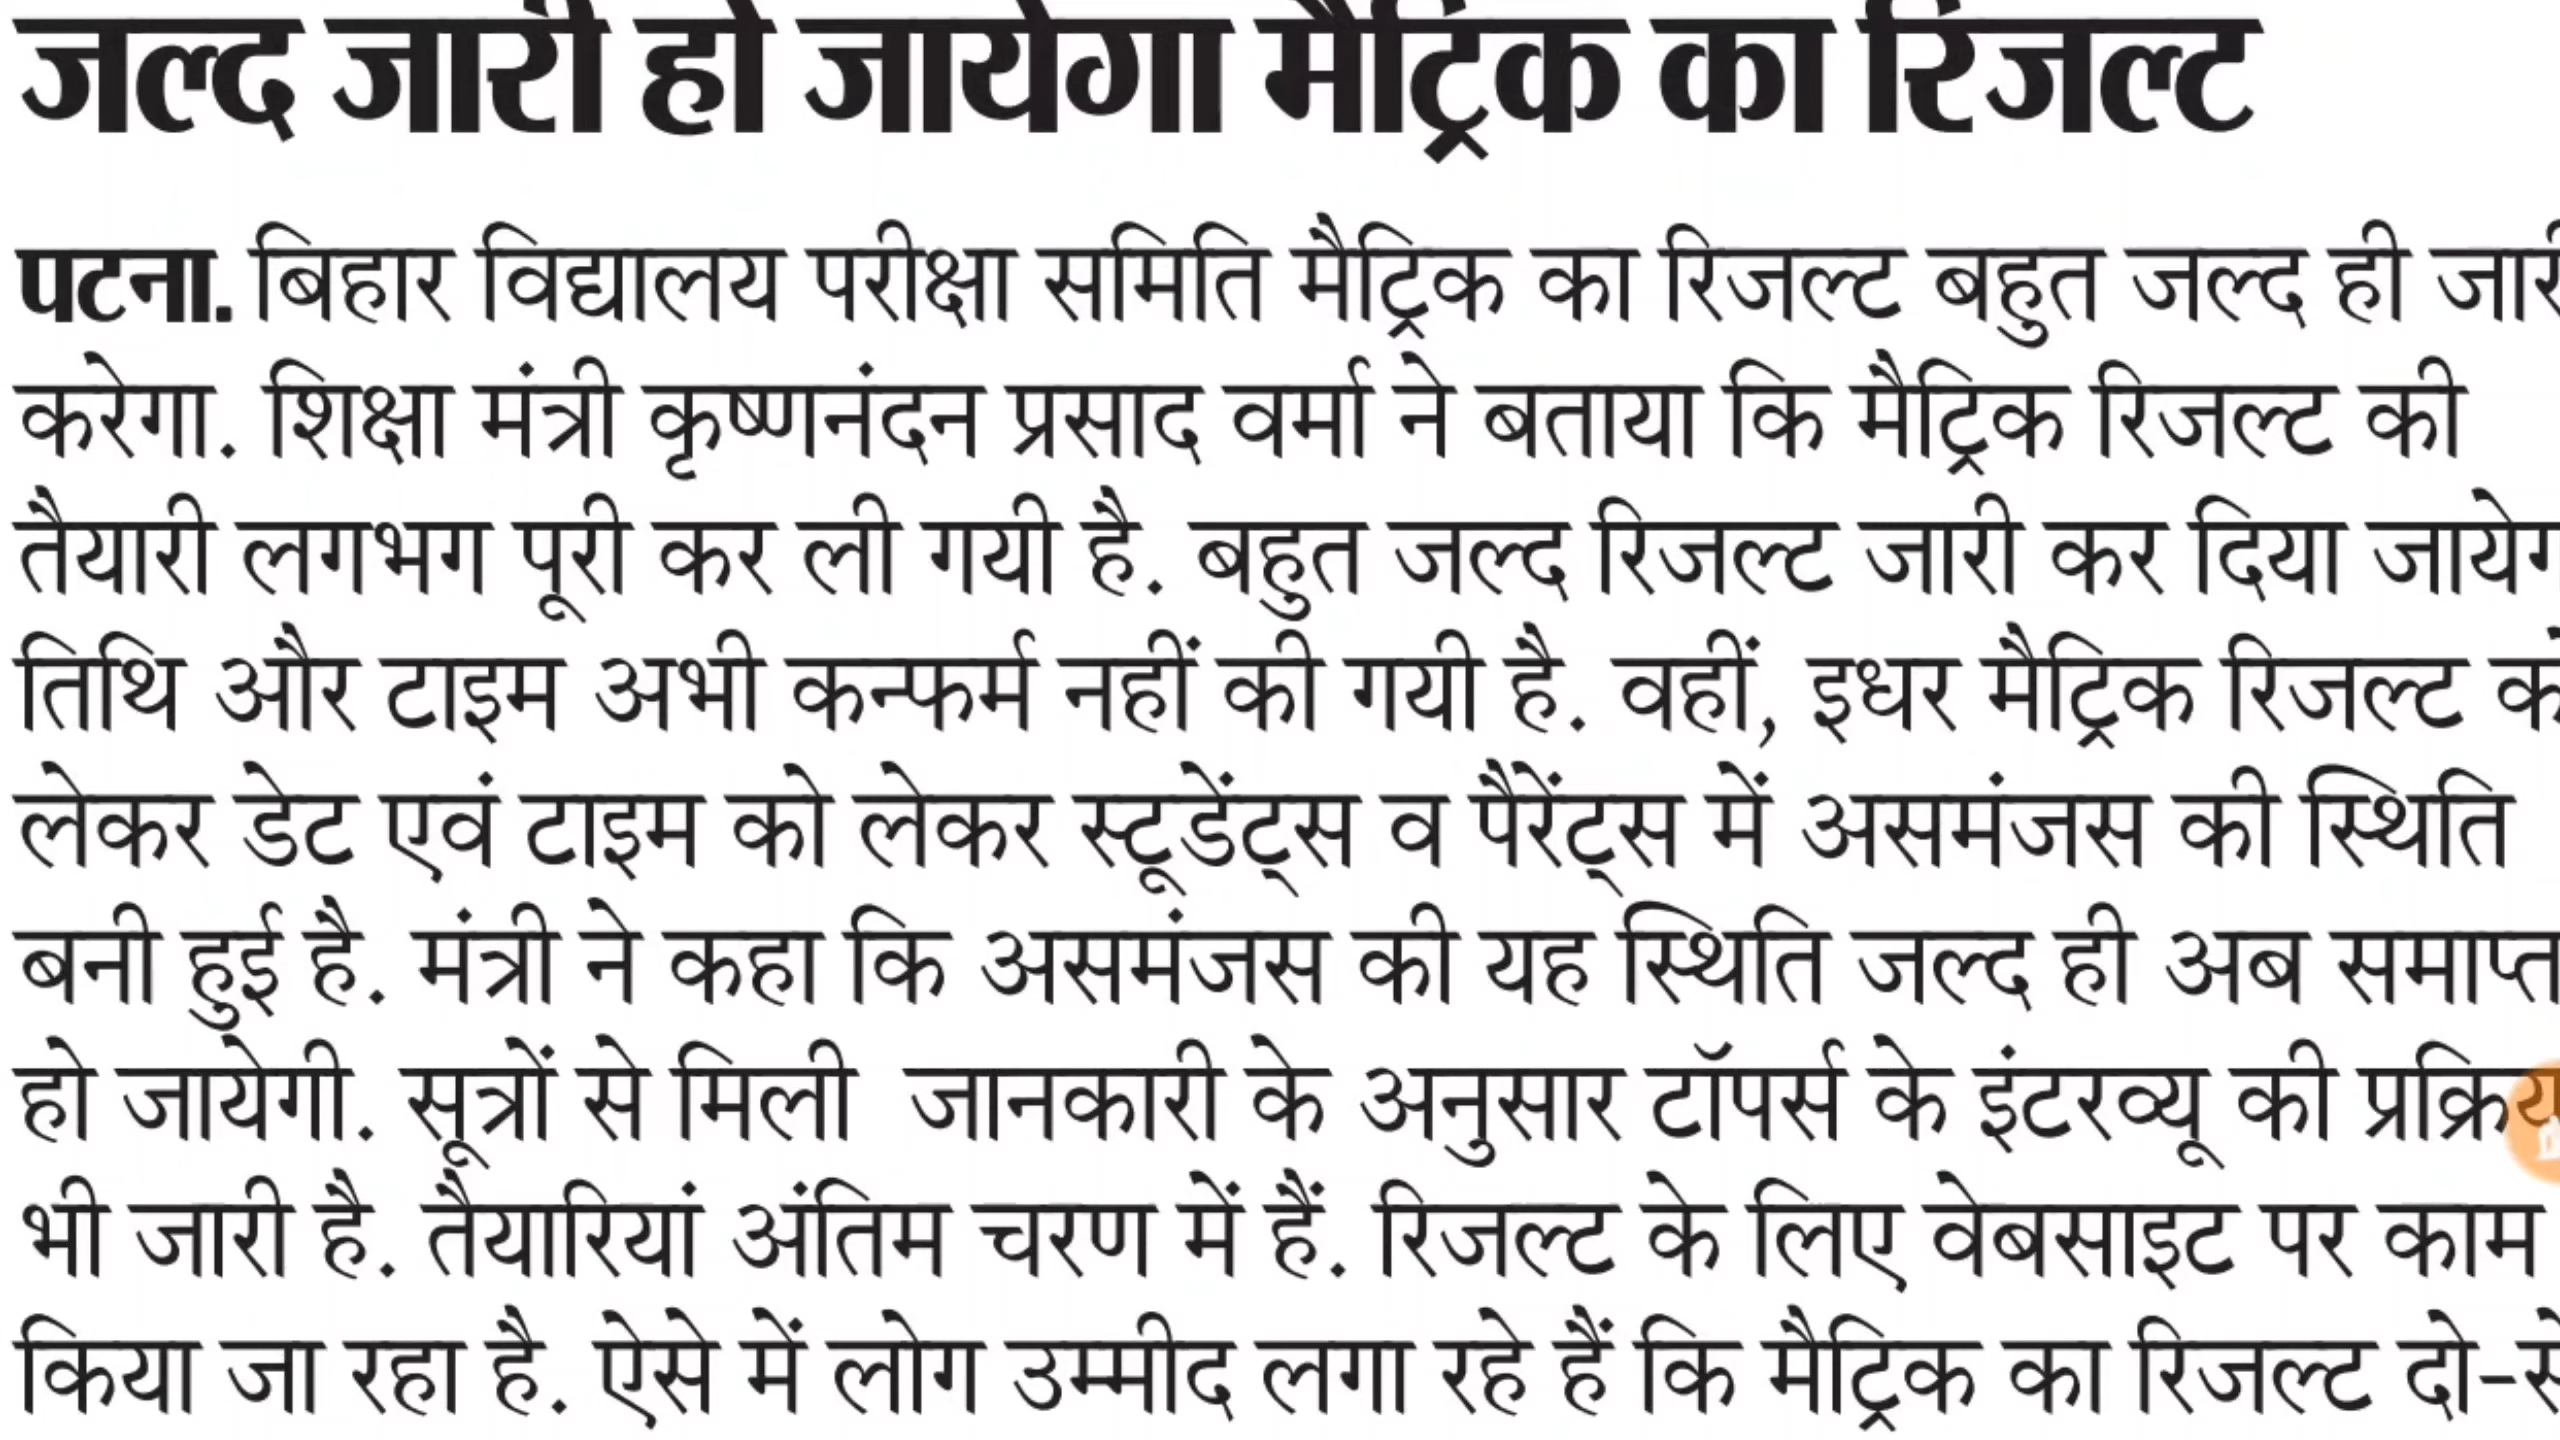 जल्द जारी हो जायेगा मैट्रिक का रिजल्ट
पटना. बिहार विद्यालय परीक्षा समिति मैट्रिक का रिजल्ट बहुत जल्द ही जारी
करेगा. शिक्षा मंत्री कृष्णनंदन प्रसाद वर्मा ने बताया कि मैट्रिक रिजल्ट की
तैयारी लगभग पूरी कर ली गयी है. बहुत जल्द रिजल्ट जारी कर दिया
तिथि और टाइम अभी कन्फर्म नहीं की गयी है. वहीं, इधर मैट्रिक रिजल्ट
लेकर डेट एवं टाइम को लेकर स्टूडेंट्स व पैरेंट्स में असमंजस की स्थिति
बनी हुई है. मंत्री ने कहा कि असमंजस की यह स्थिति जल्द ही अब समाप्त
हो जायेगी. सूत्रों से मिली जानकारी के अनुसार टॉपर्स के इंटरव्यू की
भी जारी है. तैयारियां अंतिम चरण में हैं. रिजल्ट के लिए वेबसाइट पर काम
किया जा रहा है. ऐसे में लोग उम्मीद लगा रहे हैं कि मैट्रिक का रिजल्ट